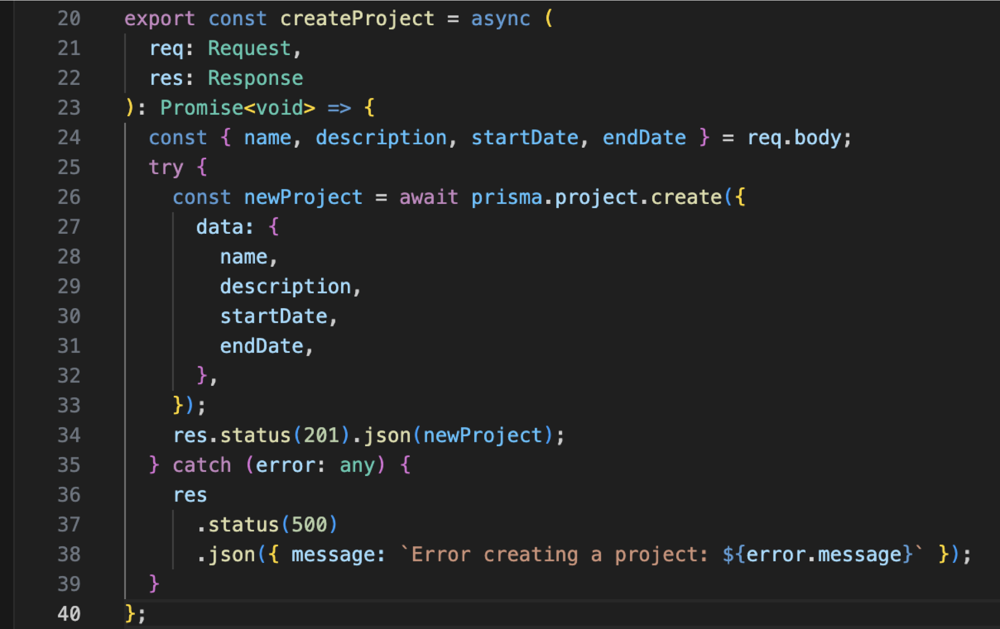 20 export const createProject = async (
21   req: Request,
22   res: Response
23 ): Promise<void> => {
24   const { name, description, startDate, endDate } = req.body;
25   try {
26     const newProject = await prisma.project.create({
27       data: {
28         name,
29         description,
30         startDate,
31         endDate,
32       },
33     });
34     res.status(201).json(newProject);
35   } catch (error: any) {
36     res
37       .status(500)
38       .json({ message: `Error creating a project: ${error.message}` });
39   }
40 };